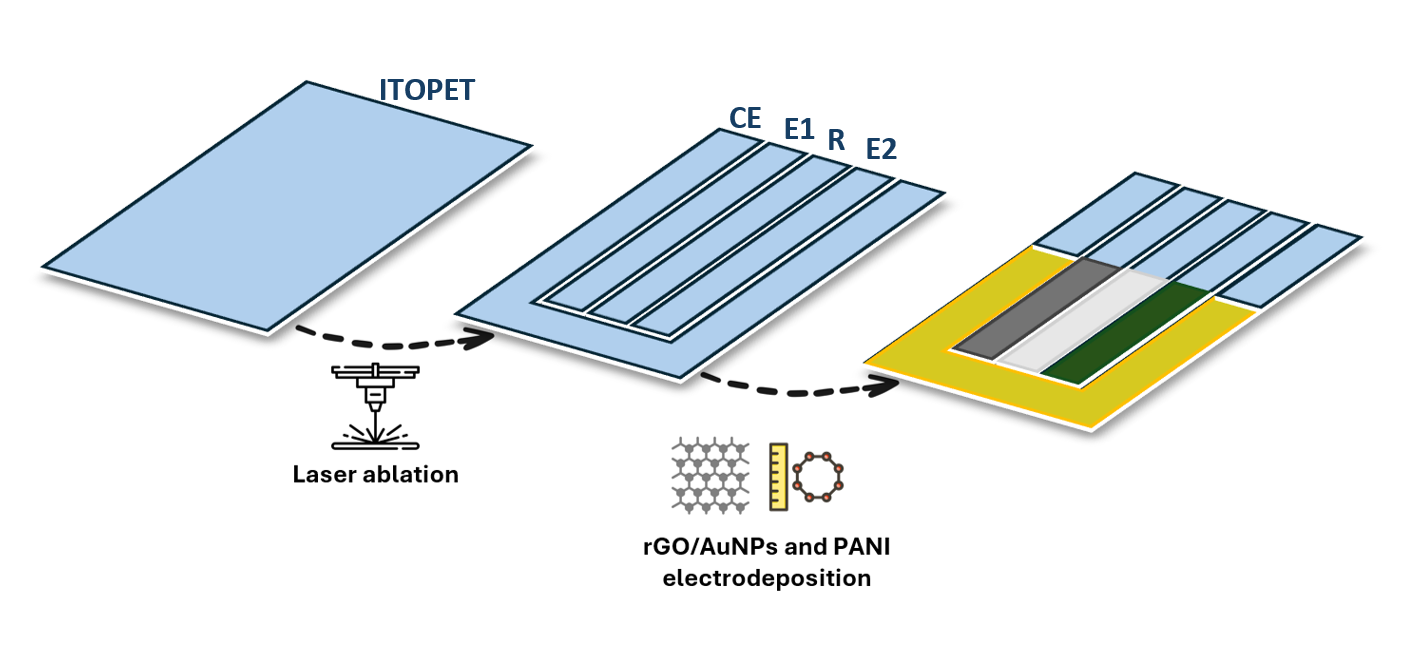 ITOPET
CE
E1
R
E2
Laser ablation
rGO/AuNPs and PANI
electrodeposition